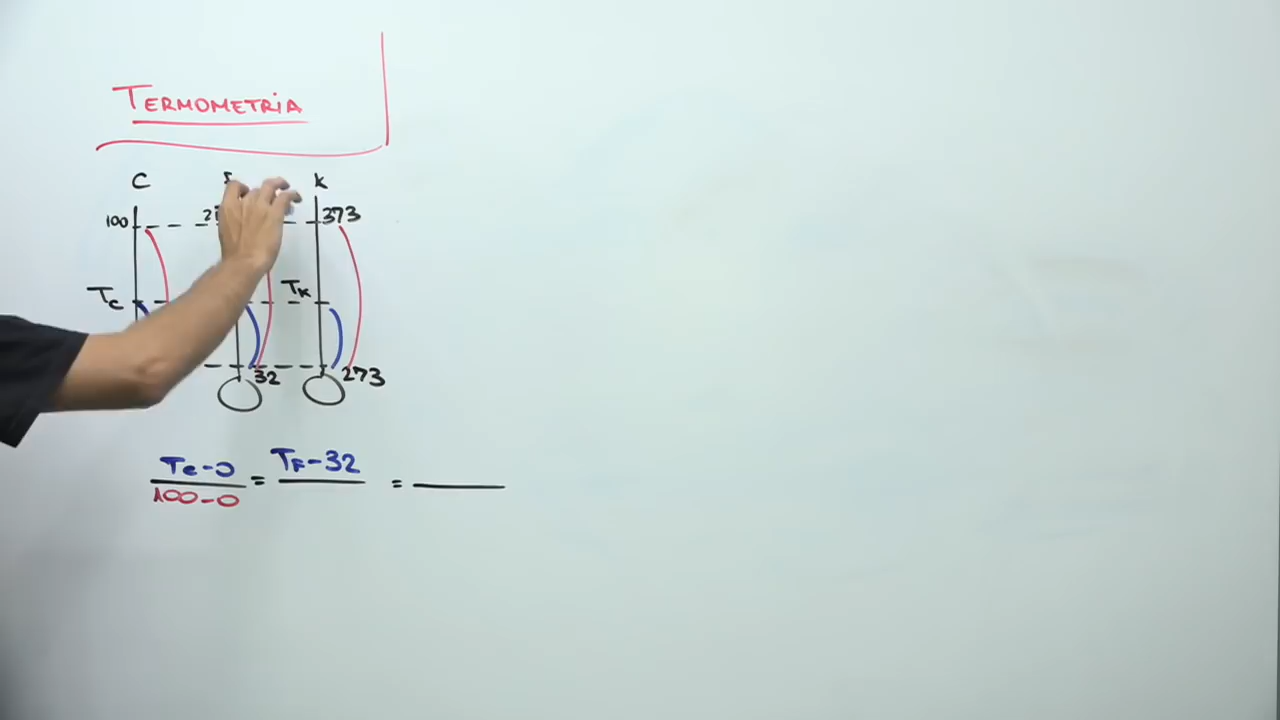 TERMOMETRIA
C K
100 373
Tc TK
32 273
Tc-0 = TF-32 =
100-0